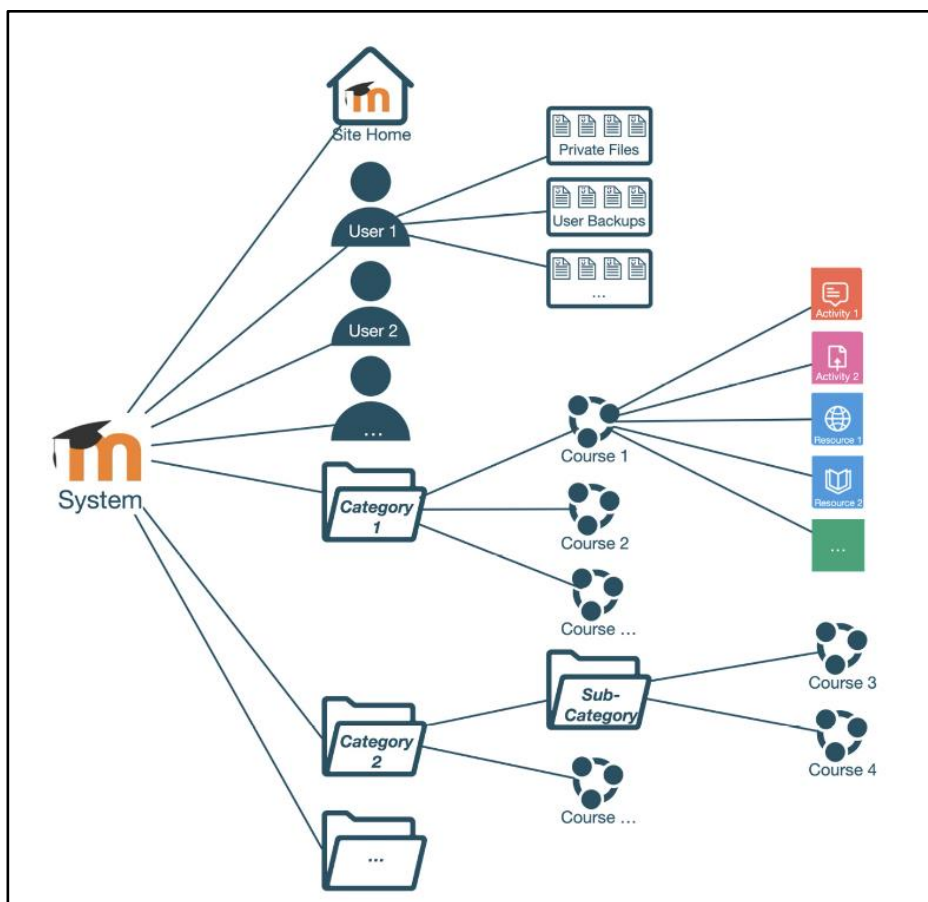 m
Site Home
User 1
Private Files
User Backups
...
User 2
...
m
System
Category
1
Course 1
Course 2
Course ...
Activity 1
Activity 2
Resource 1
Resource 2
...
Category
2
Sub-
Category
Course 3
Course 4
Course ...
...